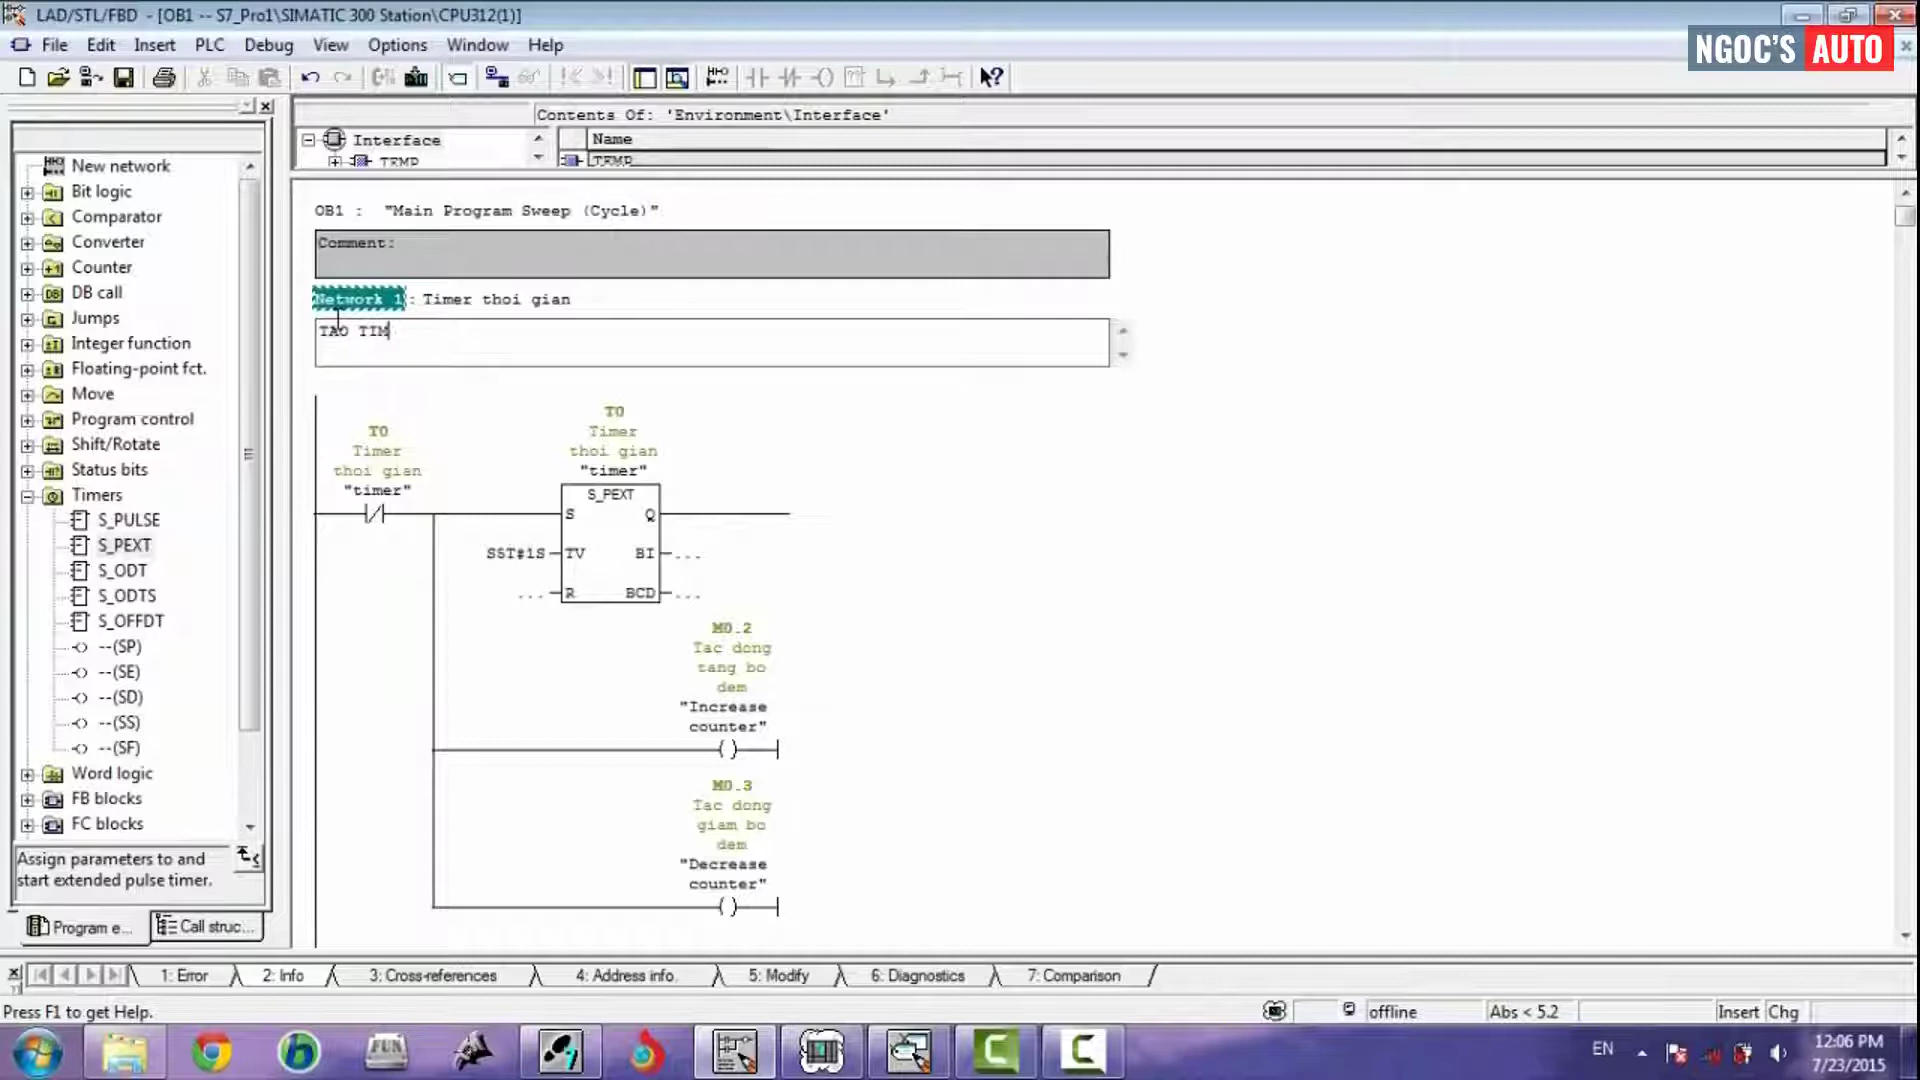 LAD/STL/FBD - [OB1 -- S7_Pro1\SIMATIC 300 Station\CPU312(1)]
NGOC'S AUTO
File Edit Insert PLC Debug View Options Window Help
Contents Of: 'Environment\Interface'
Interface
Name
TEMP
TEMP
New network
Bit logic
Comparator
Converter
Counter
DB call
Jumps
Integer function
Floating-point fct.
Move
Program control
Shift/Rotate
Status bits
Timers
S_PULSE
S_PEXT
S_ODT
S_ODTS
S_OFFDT
--(SP)
--(SE)
--(SD)
--(SS)
--(SF)
Word logic
FB blocks
FC blocks
Assign parameters to and
start extended pulse timer.
Program e...
Call struc...
OB1 : "Main Program Sweep (Cycle)"
Comment:
Network 1: Timer thoi gian
TAO TIM
T0
Timer
thoi gian
"timer"
T0
Timer
thoi gian
"timer"
S_PEXT
S Q
S5T#1S TV BI ...
... R BCD ...
M0.2
Tac dong
tang bo
dem
"Increase
counter"
( )
M0.3
Tac dong
giam bo
dem
"Decrease
counter"
( )
1: Error 2: Info 3: Cross-references 4: Address info. 5: Modify 6: Diagnostics 7: Comparison
Press F1 to get Help.
offline Abs < 5.2 Insert Chg
FUN
EN
12:06 PM
7/23/2015